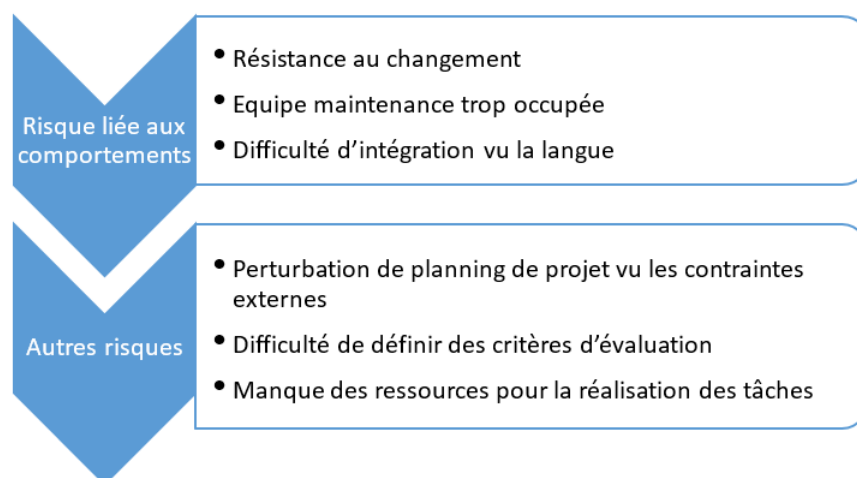 Risque liée aux
comportements
• Résistance au changement
• Equipe maintenance trop occupée
• Difficulté d’intégration vu la langue
Autres risques
• Perturbation de planning de projet vu les contraintes
externes
• Difficulté de définir des critères d’évaluation
• Manque des ressources pour la réalisation des tâches